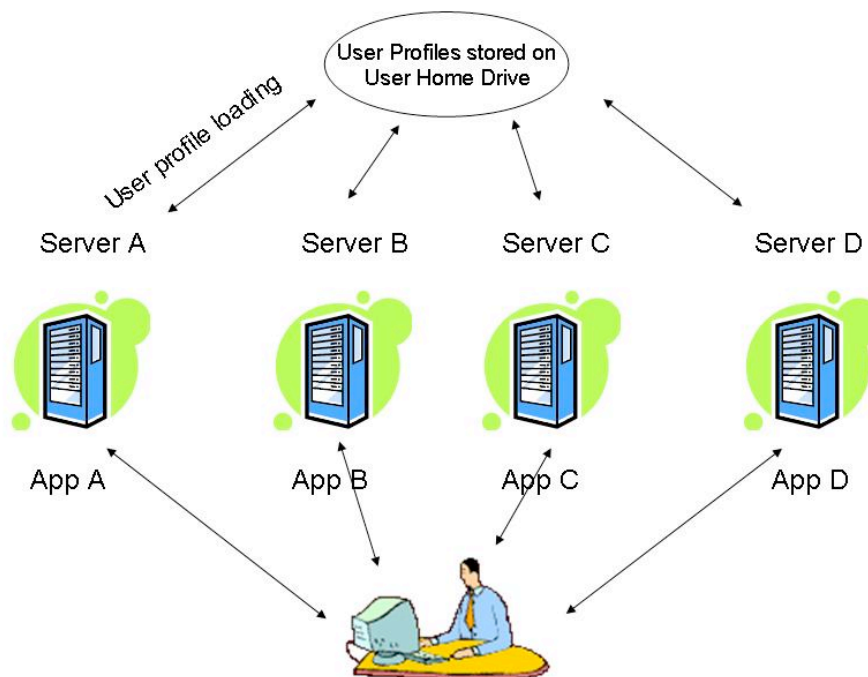 User Profiles stored on
User Home Drive
User profile loading
Server A
Server B
Server C
Server D
App A
App B
App C
App D